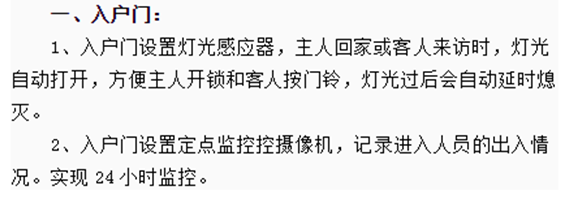 一、入户门：
1、入户门设置灯光感应器，主人回家或客人来访时，灯光
自动打开，方便主人开锁和客人按门铃，灯光过后会自动延时熄
灭。
2、入户门设置定点监控控摄像机，记录进入人员的出入情
况。实现 24 小时监控。